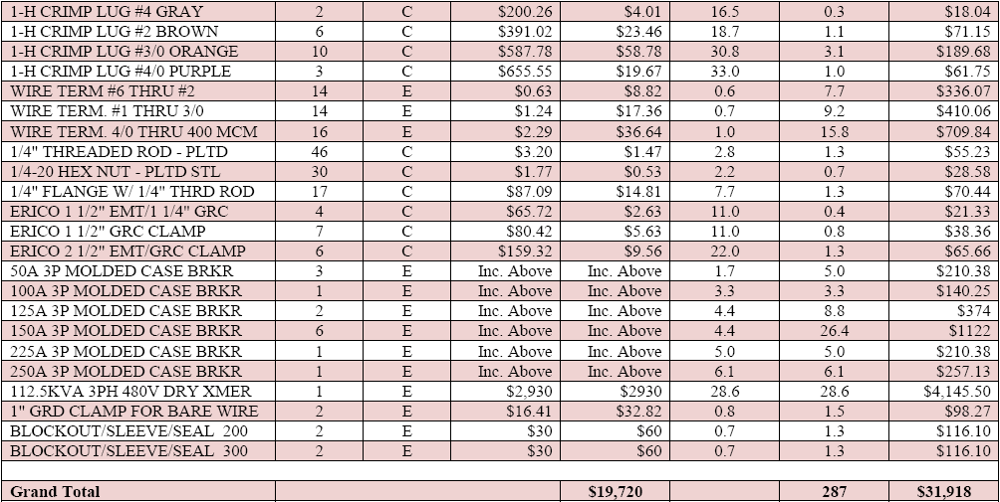 1-H CRIMP LUG #4 GRAY 2 C $200.26 $4.01 16.5 0.3 $18.04
1-H CRIMP LUG #2 BROWN 6 C $391.02 $23.46 18.7 1.1 $71.15
1-H CRIMP LUG #3/0 ORANGE 10 C $587.78 $58.78 30.8 3.1 $189.68
1-H CRIMP LUG #4/0 PURPLE 3 C $655.55 $19.67 33.0 1.0 $61.75
WIRE TERM #6 THRU #2 14 E $0.63 $8.82 0.6 7.7 $336.07
WIRE TERM. #1 THRU 3/0 14 E $1.24 $17.36 0.7 9.2 $410.06
WIRE TERM. 4/0 THRU 400 MCM 16 E $2.29 $36.64 1.0 15.8 $709.84
1/4" THREADED ROD - PLTD 46 C $3.20 $1.47 2.8 1.3 $55.23
1/4-20 HEX NUT - PLTD STL 30 C $1.77 $0.53 2.2 0.7 $28.58
1/4" FLANGE W/ 1/4" THRD ROD 17 C $87.09 $14.81 7.7 1.3 $70.44
ERICO 1 1/2" EMT/1 1/4" GRC 4 C $65.72 $2.63 11.0 0.4 $21.33
ERICO 1 1/2" GRC CLAMP 7 C $80.42 $5.63 11.0 0.8 $38.36
ERICO 2 1/2" EMT/GRC CLAMP 6 C $159.32 $9.56 22.0 1.3 $65.66
50A 3P MOLDED CASE BRKR 3 E Inc. Above Inc. Above 1.7 5.0 $210.38
100A 3P MOLDED CASE BRKR 1 E Inc. Above Inc. Above 3.3 3.3 $140.25
125A 3P MOLDED CASE BRKR 2 E Inc. Above Inc. Above 4.4 8.8 $374
150A 3P MOLDED CASE BRKR 6 E Inc. Above Inc. Above 4.4 26.4 $1122
225A 3P MOLDED CASE BRKR 1 E Inc. Above Inc. Above 5.0 5.0 $210.38
250A 3P MOLDED CASE BRKR 1 E Inc. Above Inc. Above 6.1 6.1 $257.13
112.5KVA 3PH 480V DRY XMER 1 E $2,930 $2930 28.6 28.6 $4,145.50
1" GRD CLAMP FOR BARE WIRE 2 E $16.41 $32.82 0.8 1.5 $98.27
BLOCKOUT/SLEEVE/SEAL 200 2 E $30 $60 0.7 1.3 $116.10
BLOCKOUT/SLEEVE/SEAL 300 2 E $30 $60 0.7 1.3 $116.10
Grand Total $19,720 287 $31,918